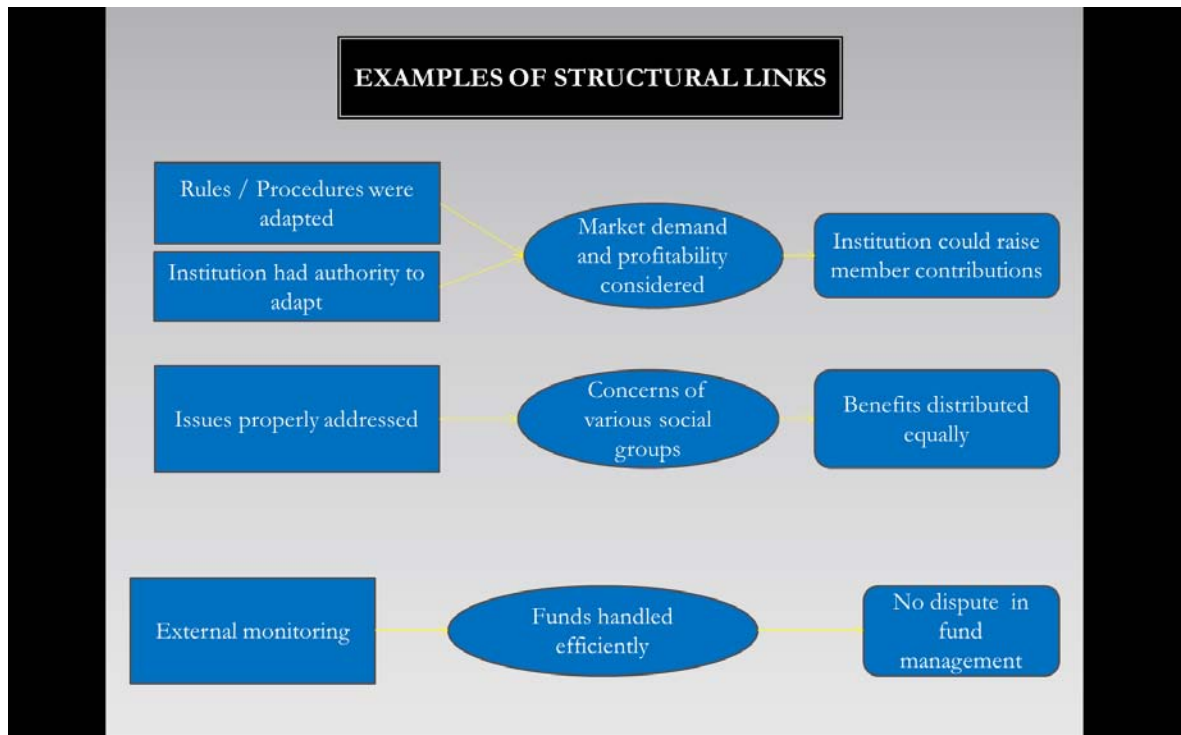 EXAMPLES OF STRUCTURAL LINKS
Rules / Procedures were
adapted
Institution had authority to
adapt
Market demand
and profitability
considered
Institution could raise
member contributions
Issues properly addressed
Concerns of
various social
groups
Benefits distributed
equally
External monitoring
Funds handled
efficiently
No dispute in
fund
management